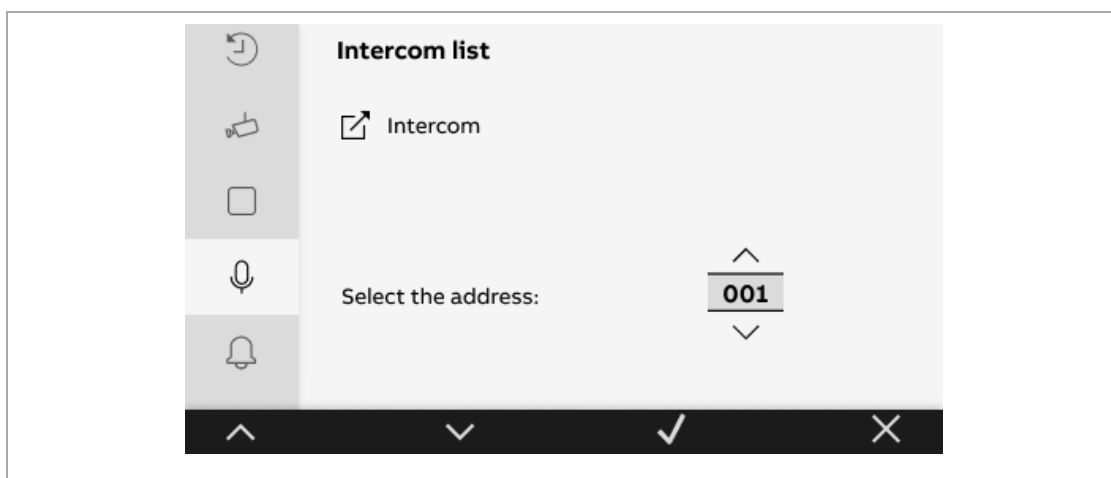 Intercom list
Intercom
Select the address:
001